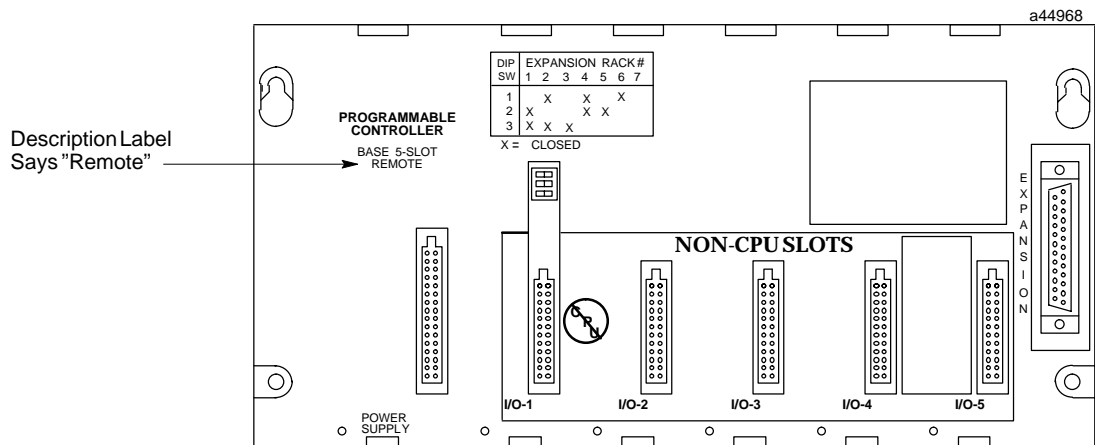 a44968
DIP EXPANSION RACK #
SW 1 2 3 4 5 6 7
1 X X X
2 X X X
3 X X X
X = CLOSED
PROGRAMMABLE
CONTROLLER
BASE 5-SLOT
REMOTE
Description Label
Says "Remote"
EXPANSION
NON-CPU SLOTS
CPU
I/O-1 I/O-2 I/O-3 I/O-4 I/O-5
POWER
SUPPLY